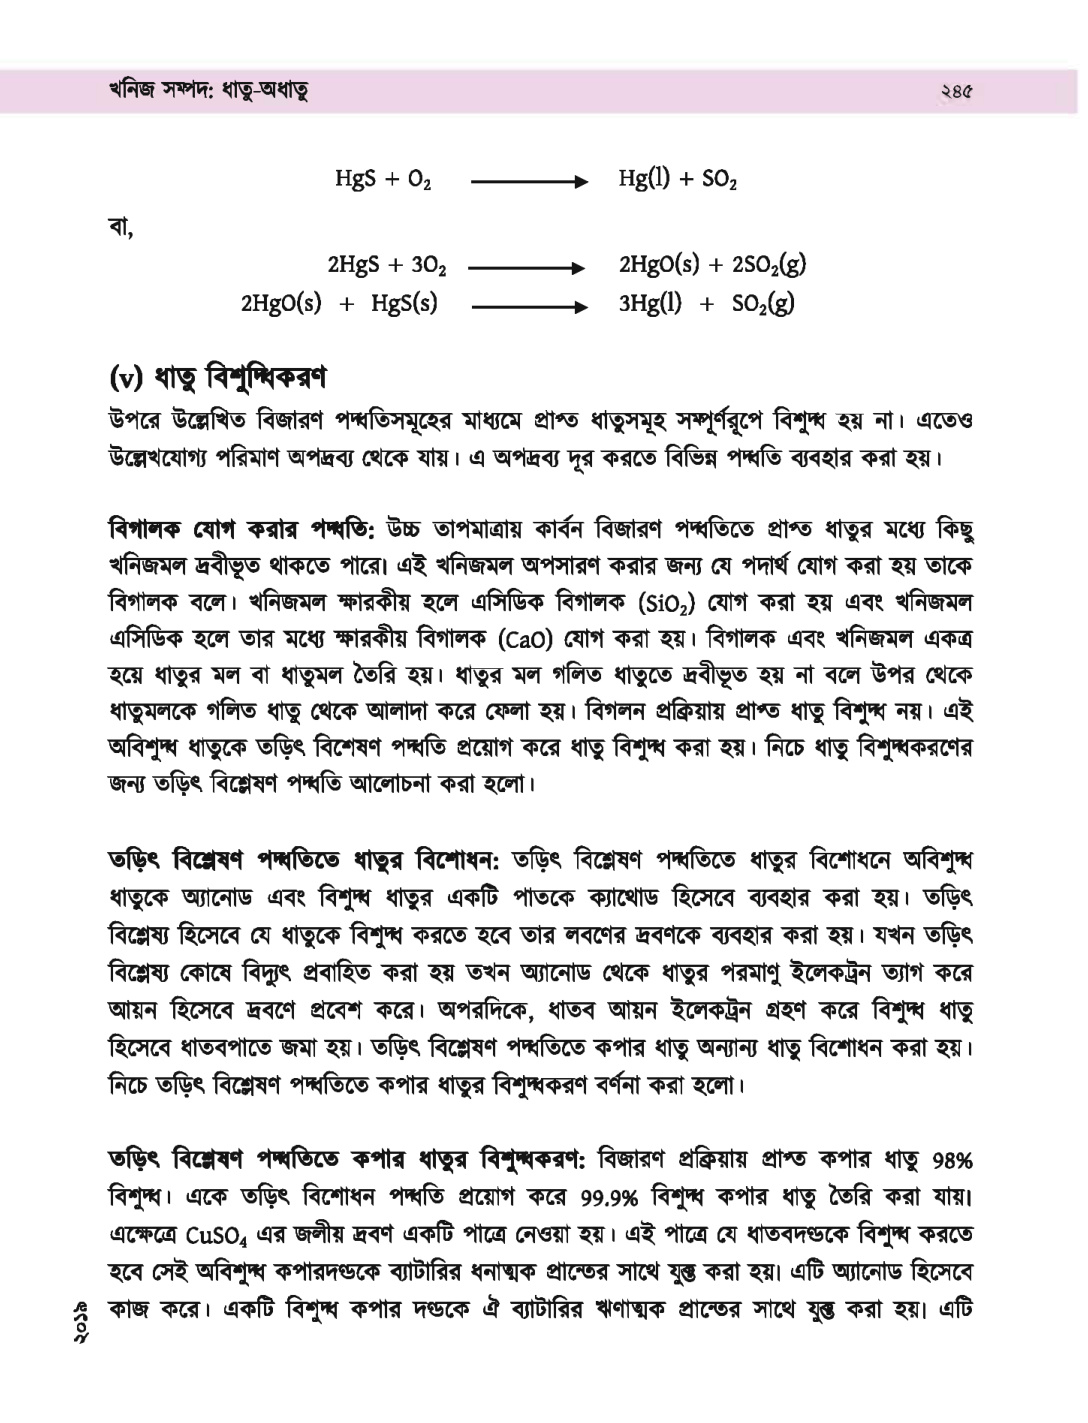 খনিজ সম্পদ: ধাতু-অধাতু ২৪৫
HgS + O₂ ⟶ Hg(l) + SO₂
বা,
2HgS + 3O₂ ⟶ 2HgO(s) + 2SO₂(g)
2HgO(s) + HgS(s) ⟶ 3Hg(l) + SO₂(g)
(v) ধাতু বিশুদ্ধিকরণ
উপরে উল্লেখিত বিজারণ পদ্ধতিসমূহের মাধ্যমে প্রাপ্ত ধাতুসমূহ সম্পূর্ণরূপে বিশুদ্ধ হয় না। এতেও
উল্লেখযোগ্য পরিমাণ অপদ্রব্য থেকে যায়। এ অপদ্রব্য দূর করতে বিভিন্ন পদ্ধতি ব্যবহার করা হয়।
বিগালক যোগ করার পদ্ধতি: উচ্চ তাপমাত্রায় কার্বন বিজারণ পদ্ধতিতে প্রাপ্ত ধাতুর মধ্যে কিছু
খনিজমল দ্রবীভূত থাকতে পারে। এই খনিজমল অপসারণ করার জন্য যে পদার্থ যোগ করা হয় তাকে
বিগালক বলে। খনিজমল ক্ষারকীয় হলে এসিডিক বিগালক (SiO₂) যোগ করা হয় এবং খনিজমল
এসিডিক হলে তার মধ্যে ক্ষারকীয় বিগালক (CaO) যোগ করা হয়। বিগালক এবং খনিজমল একত্র
হয়ে ধাতুর মল বা ধাতুমল তৈরি হয়। ধাতুর মল গলিত ধাতুতে দ্রবীভূত হয় না বলে উপর থেকে
ধাতুমলকে গলিত ধাতু থেকে আলাদা করে ফেলা হয়। বিগলন প্রক্রিয়ায় প্রাপ্ত ধাতু বিশুদ্ধ নয়। এই
অবিশুদ্ধ ধাতুকে তড়িৎ বিশেষণ পদ্ধতি প্রয়োগ করে ধাতু বিশুদ্ধ করা হয়। নিচে ধাতু বিশুদ্ধকরণের
জন্য তড়িৎ বিশ্লেষণ পদ্ধতি আলোচনা করা হলো।
তড়িৎ বিশ্লেষণ পদ্ধতিতে ধাতুর বিশোধন: তড়িৎ বিশ্লেষণ পদ্ধতিতে ধাতুর বিশোধনে অবিশুদ্ধ
ধাতুকে অ্যানোড এবং বিশুদ্ধ ধাতুর একটি পাতকে ক্যাথোড হিসেবে ব্যবহার করা হয়। তড়িৎ
বিশ্লেষ্য হিসেবে যে ধাতুকে বিশুদ্ধ করতে হবে তার লবণের দ্রবণকে ব্যবহার করা হয়। যখন তড়িৎ
বিশ্লেষ্য কোষে বিদ্যুৎ প্রবাহিত করা হয় তখন অ্যানোড থেকে ধাতুর পরমাণু ইলেকট্রন ত্যাগ করে
আয়ন হিসেবে দ্রবণে প্রবেশ করে। অপরদিকে, ধাতব আয়ন ইলেকট্রন গ্রহণ করে বিশুদ্ধ ধাতু
হিসেবে ধাতবপাতে জমা হয়। তড়িৎ বিশ্লেষণ পদ্ধতিতে কপার ধাতু অন্যান্য ধাতু বিশোধন করা হয়।
নিচে তড়িৎ বিশ্লেষণ পদ্ধতিতে কপার ধাতুর বিশুদ্ধকরণ বর্ণনা করা হলো।
তড়িৎ বিশ্লেষণ পদ্ধতিতে কপার ধাতুর বিশুদ্ধকরণ: বিজারণ প্রক্রিয়ায় প্রাপ্ত কপার ধাতু 98%
বিশুদ্ধ। একে তড়িৎ বিশোধন পদ্ধতি প্রয়োগ করে 99.9% বিশুদ্ধ কপার ধাতু তৈরি করা যায়।
এক্ষেত্রে CuSO₄ এর জলীয় দ্রবণ একটি পাত্রে নেওয়া হয়। এই পাত্রে যে ধাতবদণ্ডকে বিশুদ্ধ করতে
হবে সেই অবিশুদ্ধ কপারদণ্ডকে ব্যাটারির ধনাত্মক প্রান্তের সাথে যুক্ত করা হয়। এটি অ্যানোড হিসেবে
কাজ করে। একটি বিশুদ্ধ কপার দণ্ডকে ঐ ব্যাটারির ঋণাত্মক প্রান্তের সাথে যুক্ত করা হয়। এটি
২০১৯